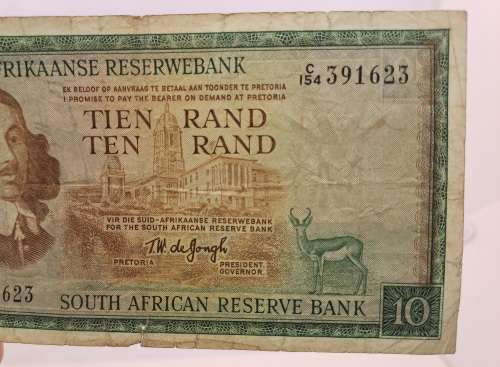 FRIKAANSE RESERWEBANK
C/154 391623
EK BELOOF OP AANVRAAG TE BETAAL AAN TOONDER TE PRETORIA
I PROMISE TO PAY THE BEARER ON DEMAND AT PRETORIA
TIEN RAND
TEN RAND
VIR DIE SUID-AFRIKAANSE RESERWEBANK
FOR THE SOUTH AFRICAN RESERVE BANK
T.W. de Jongh
PRETORIA
PRESIDENT.
GOVERNOR.
623
SOUTH AFRICAN RESERVE BANK
10